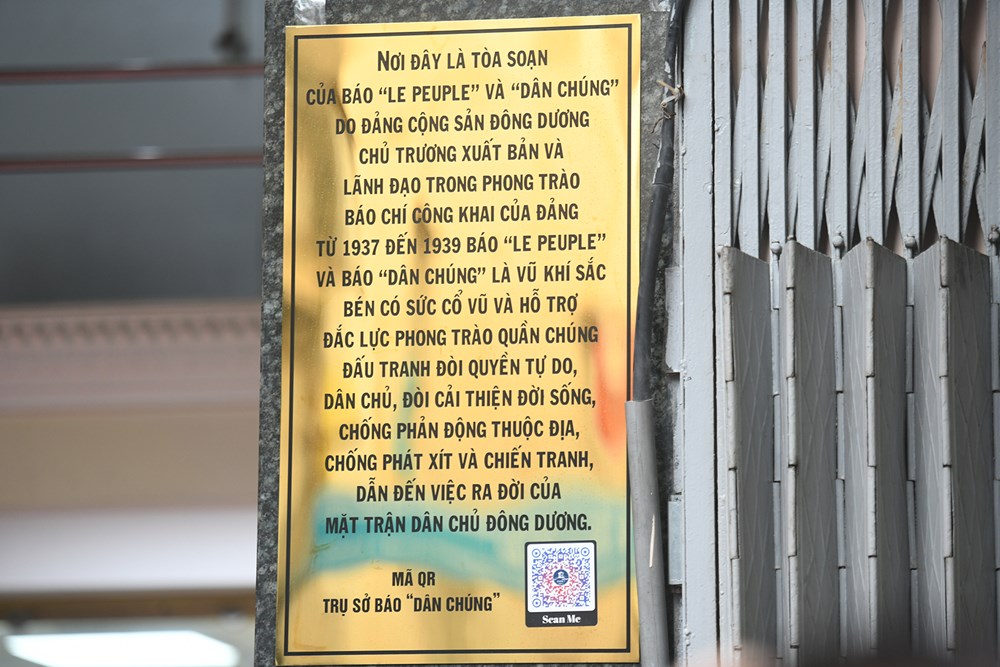 NƠI ĐÂY LÀ TÒA SOẠN
CỦA BÁO “LE PEUPLE” VÀ “DÂN CHÚNG”
DO ĐẢNG CỘNG SẢN ĐÔNG DƯƠNG
CHỦ TRƯƠNG XUẤT BẢN VÀ
LÃNH ĐẠO TRONG PHONG TRÀO
BÁO CHÍ CÔNG KHAI CỦA ĐẢNG
TỪ 1937 ĐẾN 1939 BÁO “LE PEUPLE”
VÀ BÁO “DÂN CHÚNG” LÀ VŨ KHÍ SẮC
BÉN CÓ SỨC CỔ VŨ VÀ HỖ TRỢ
ĐẮC LỰC PHONG TRÀO QUẦN CHÚNG
ĐẤU TRANH ĐÒI QUYỀN TỰ DO,
DÂN CHỦ, ĐÒI CẢI THIỆN ĐỜI SỐNG,
CHỐNG PHẢN ĐỘNG THUỘC ĐỊA,
CHỐNG PHÁT XÍT VÀ CHIẾN TRANH,
DẪN ĐẾN VIỆC RA ĐỜI CỦA
MẶT TRẬN DÂN CHỦ ĐÔNG DƯƠNG.
MÃ QR
TRỤ SỞ BÁO “DÂN CHÚNG”
Scan Me